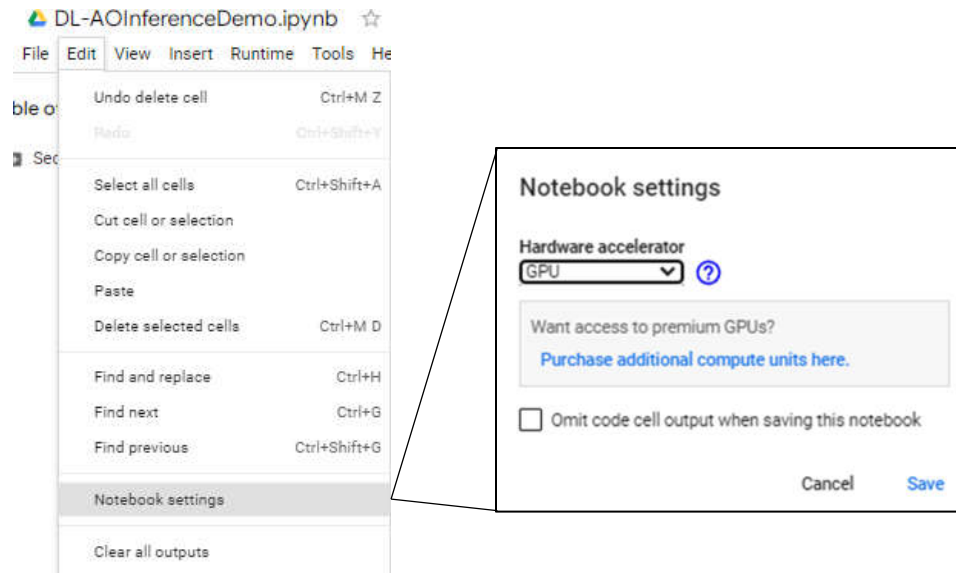 DL-AOInferenceDemo.ipynb
File Edit View Insert Runtime Tools He
ble o
Undo delete cell Ctrl+M Z
Redo Ctrl+Shift+Y
Sec
Select all cells Ctrl+Shift+A
Cut cell or selection
Copy cell or selection
Paste
Delete selected cells Ctrl+M D
Find and replace Ctrl+H
Find next Ctrl+G
Find previous Ctrl+Shift+G
Notebook settings
Clear all outputs
Notebook settings
Hardware accelerator
GPU ?
Want access to premium GPUs?
Purchase additional compute units here.
Omit code cell output when saving this notebook
Cancel Save